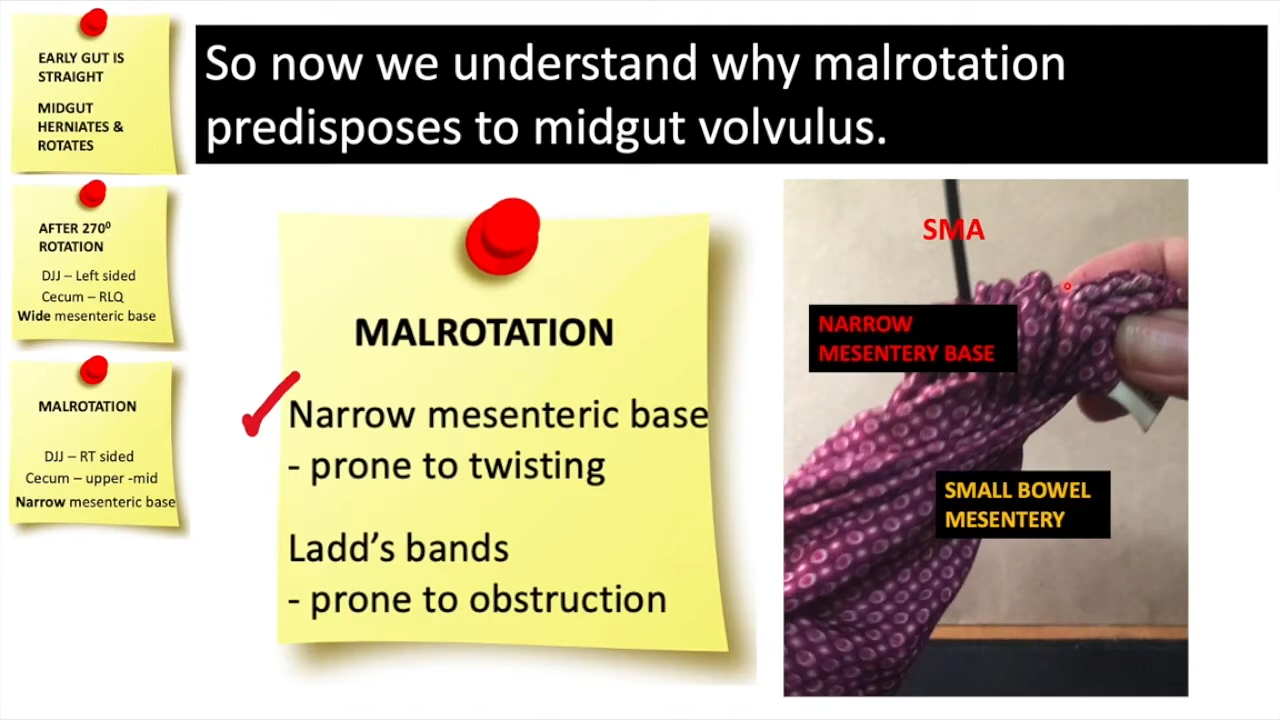 So now we understand why malrotation
predisposes to midgut volvulus.
EARLY GUT IS
STRAIGHT
MIDGUT
HERNIATES &
ROTATES
AFTER 270⁰
ROTATION
DJJ – Left sided
Cecum – RLQ
Wide mesenteric base
MALROTATION
DJJ – RT sided
Cecum – upper -mid
Narrow mesenteric base
MALROTATION
Narrow mesenteric base
- prone to twisting
Ladd’s bands
- prone to obstruction
SMA
NARROW
MESENTERY BASE
SMALL BOWEL
MESENTERY